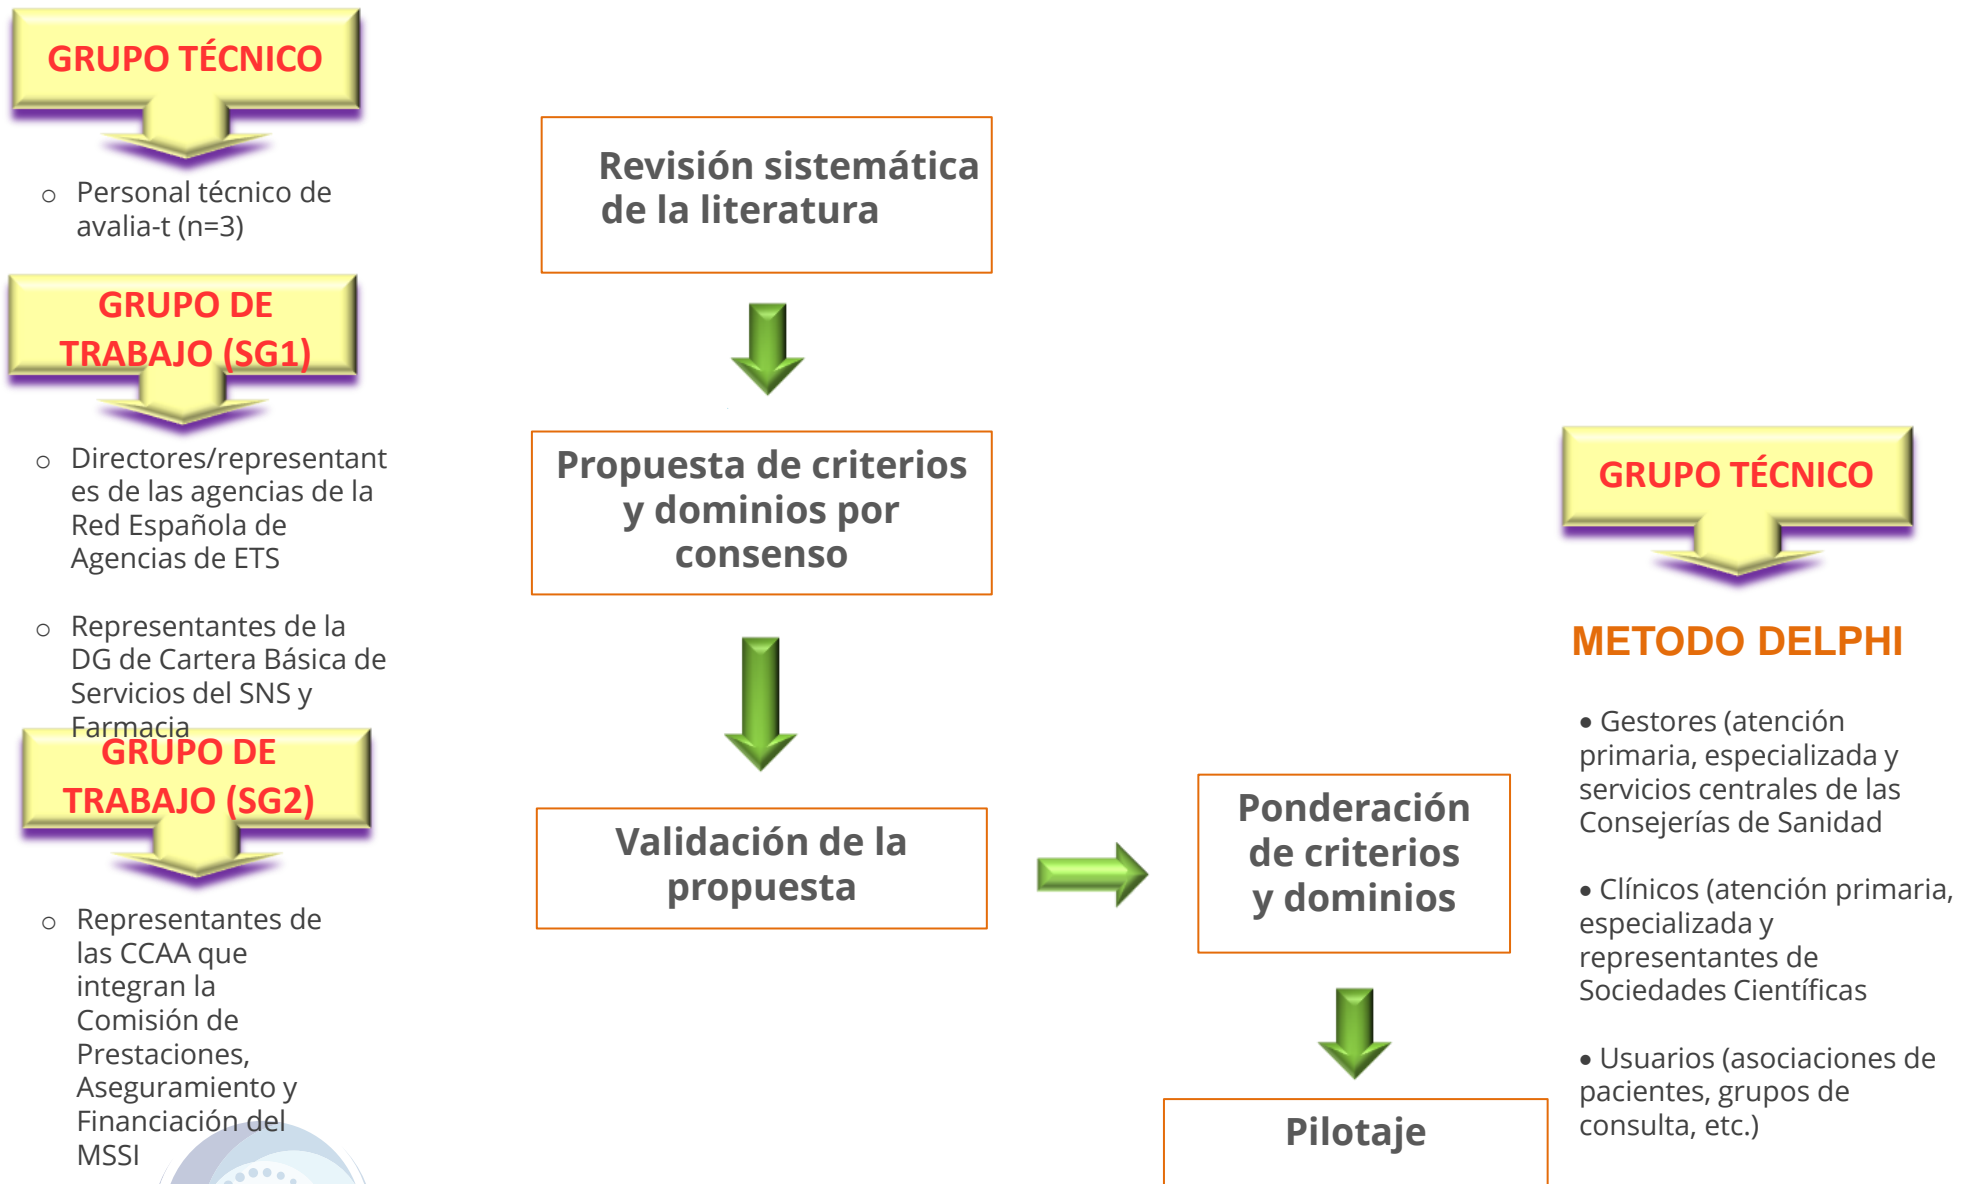 GRUPO TÉCNICO
o Personal técnico de
avalia-t (n=3)
GRUPO DE
TRABAJO (SG1)
o Directores/representant
es de las agencias de la
Red Española de
Agencias de ETS
o Representantes de la
DG de Cartera Básica de
Servicios del SNS y
Farmacia
GRUPO DE
TRABAJO (SG2)
o Representantes de
las CCAA que
integran la
Comisión de
Prestaciones,
Aseguramiento y
Financiación del
MSSI
Revisión sistemática
de la literatura
Propuesta de criterios
y dominios por
consenso
Validación de la
propuesta
Ponderación
de criterios
y dominios
Pilotaje
GRUPO TÉCNICO
METODO DELPHI
• Gestores (atención
primaria, especializada y
servicios centrales de las
Consejerías de Sanidad
• Clínicos (atención primaria,
especializada y
representantes de
Sociedades Científicas
• Usuarios (asociaciones de
pacientes, grupos de
consulta, etc.)